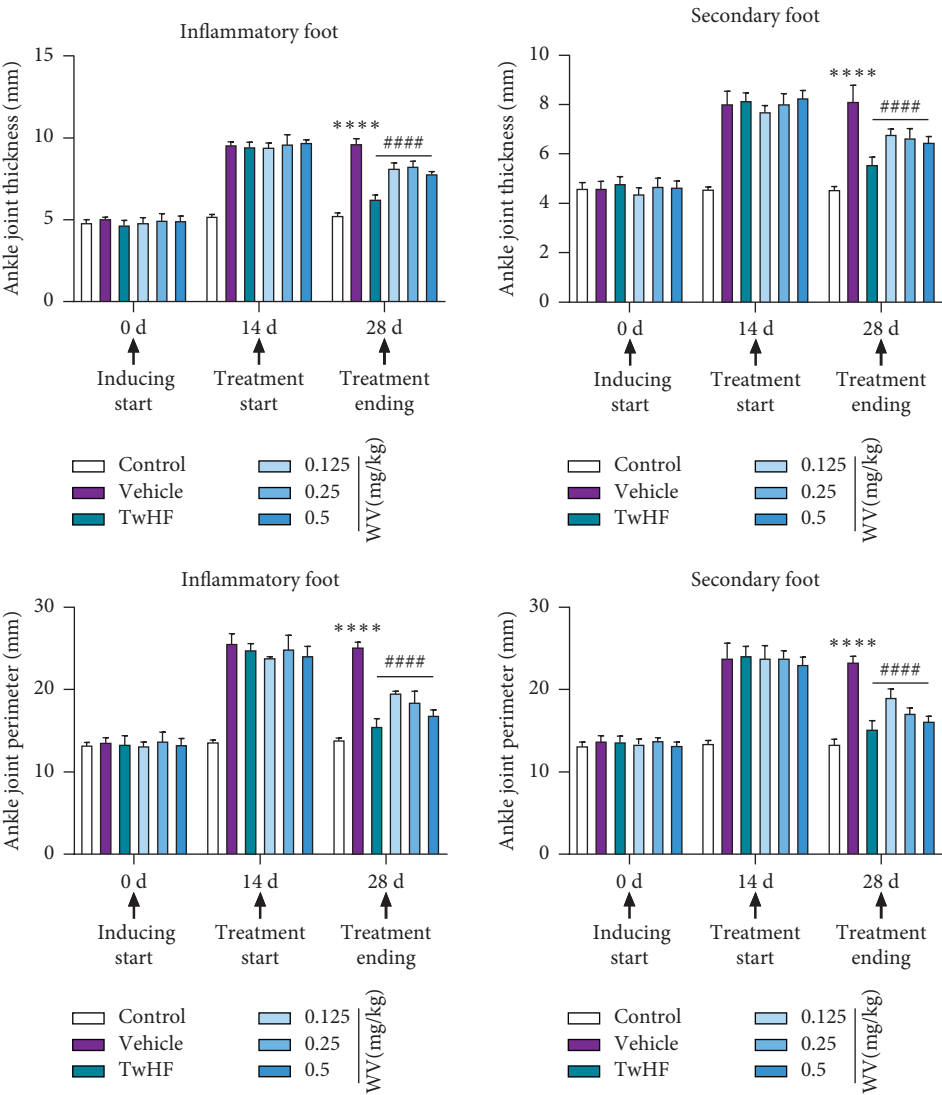 Inflammatory foot
Ankle joint thickness (mm)
15
10
5
0
****
####
0 d
14 d
28 d
Inducing
start
Treatment
start
Treatment
ending
Control
Vehicle
TwHF
0.125
0.25
0.5
WV(mg/kg)
Secondary foot
Ankle joint thickness (mm)
10
8
6
4
2
0
****
####
0 d
14 d
28 d
Inducing
start
Treatment
start
Treatment
ending
Control
Vehicle
TwHF
0.125
0.25
0.5
WV(mg/kg)
Inflammatory foot
Ankle joint perimeter (mm)
30
20
10
0
****
####
0 d
14 d
28 d
Inducing
start
Treatment
start
Treatment
ending
Control
Vehicle
TwHF
0.125
0.25
0.5
WV(mg/kg)
Secondary foot
Ankle joint perimeter (mm)
30
20
10
0
****
####
0 d
14 d
28 d
Inducing
start
Treatment
start
Treatment
ending
Control
Vehicle
TwHF
0.125
0.25
0.5
WV(mg/kg)